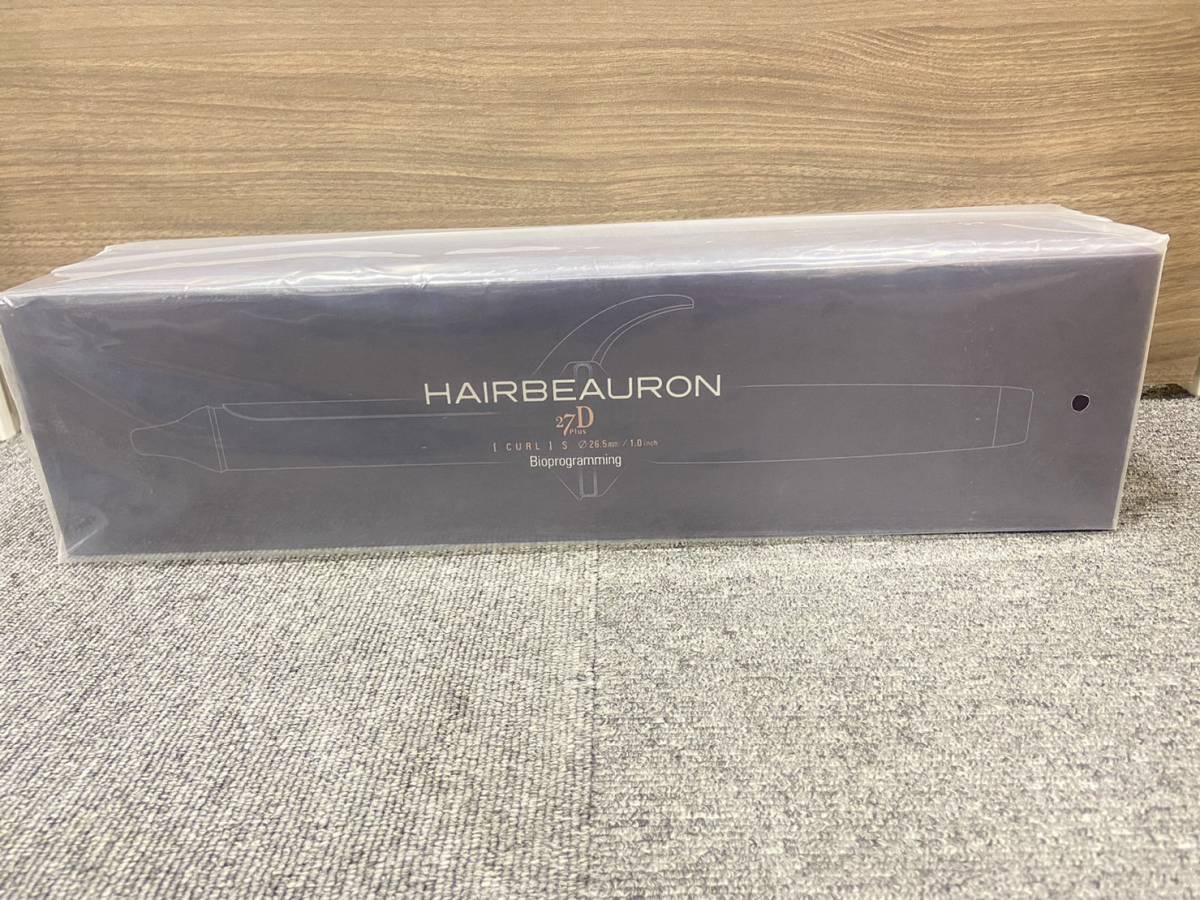 HAIRBEAURON
27D Plus
[ CURL ] S ∅26.5mm / 1.0inch
Bioprogramming